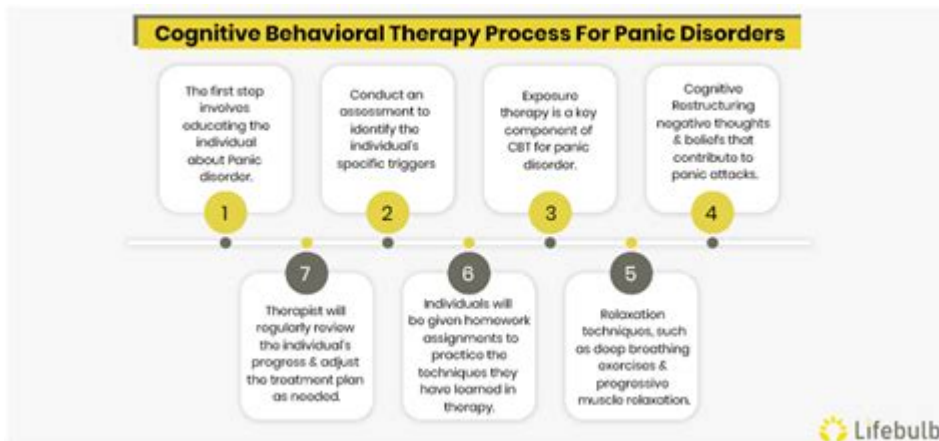 Cognitive Behavioral Therapy Process For Panic Disorders
The first step
involves
educating the
individual
about Panic
disorder.
1
Conduct an
assessment to
identify the
individual's
specific triggers
2
Exposure
therapy is a key
component of
CBT for panic
disorder.
3
Cognitive
Restructuring
negative thoughts
& beliefs that
contribute to
panic attacks.
4
7
Therapist will
regularly review
the individual's
progress & adjust
the treatment plan
as needed.
6
Individuals will
be given homework
assignments to
practice the
techniques they
have learned in
therapy.
5
Relaxation
techniques, such
as deep breathing
exercises &
progressive
muscle relaxation.
Lifebulb